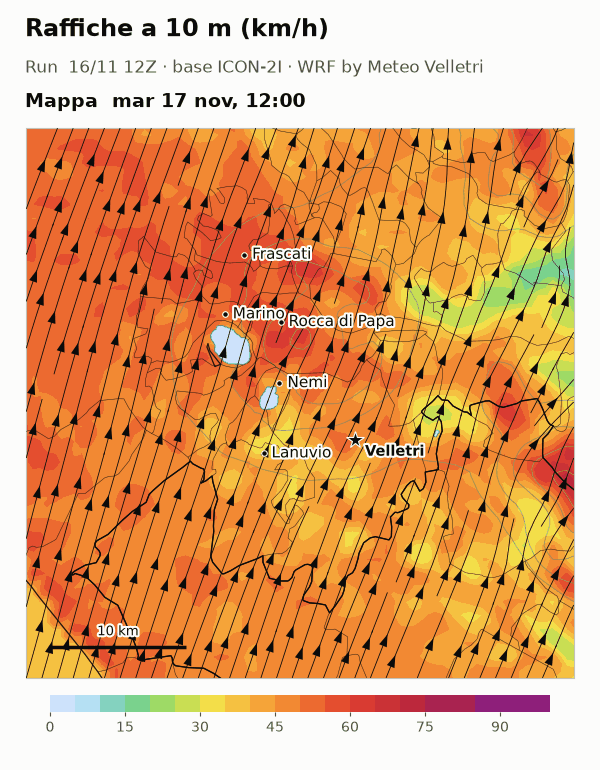 Raffiche a 10 m (km/h)
Run  16/11 12Z · base ICON-2I · WRF by Meteo Velletri
Mappa  mar 17 nov, 12:00
Frascati
Marino
Rocca di Papa
Nemi
Velletri
Lanuvio
10 km
0 15 30 45 60 75 90